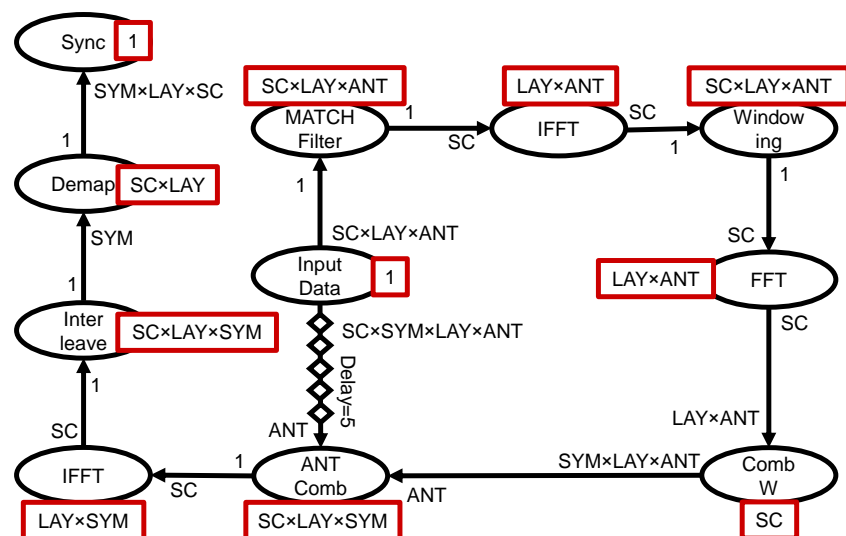 Sync
1
SYM×LAY×SC
1
Demap
SC×LAY
SYM
1
Inter
leave
SC×LAY×SYM
1
SC
IFFT
LAY×SYM
SC
1
ANT
Comb
SC×LAY×SYM
SC×LAY×ANT
MATCH
Filter
1
SC
1
SC×LAY×ANT
Input
Data
1
SC×SYM×LAY×ANT
Delay=5
ANT
LAY×ANT
IFFT
SC
1
SC×LAY×ANT
Window
ing
1
SC
LAY×ANT
FFT
SC
LAY×ANT
SYM×LAY×ANT
ANT
Comb
W
SC